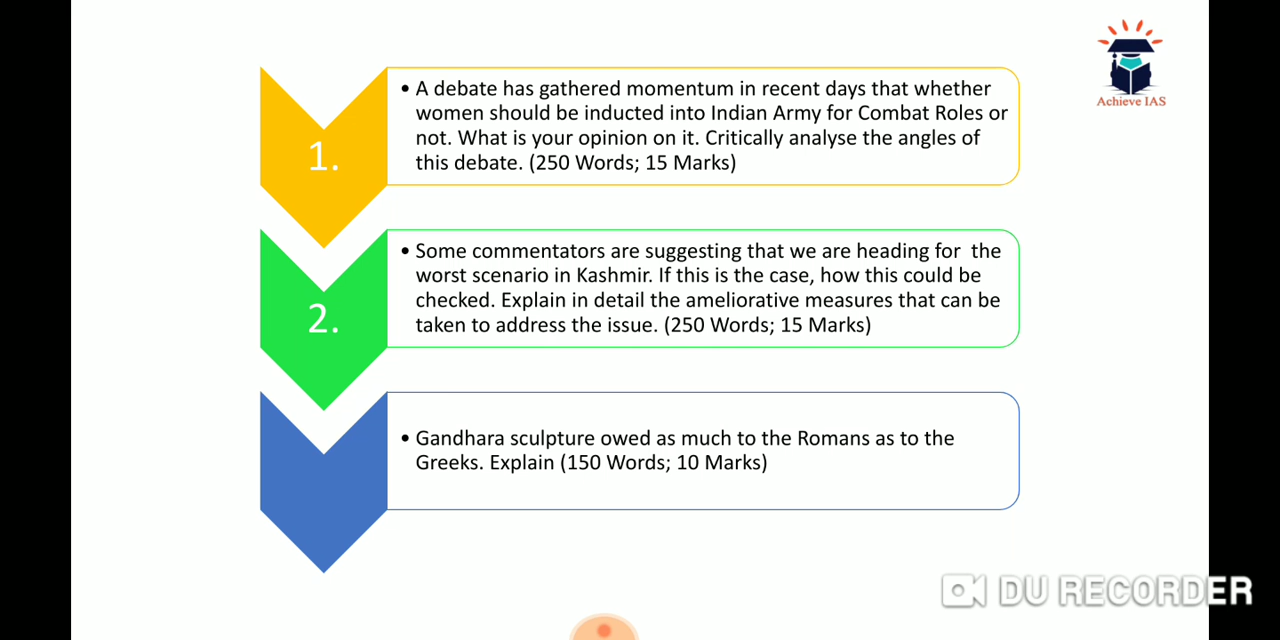 Achieve IAS
1.
• A debate has gathered momentum in recent days that whether
women should be inducted into Indian Army for Combat Roles or
not. What is your opinion on it. Critically analyse the angles of
this debate. (250 Words; 15 Marks)
2.
• Some commentators are suggesting that we are heading for the
worst scenario in Kashmir. If this is the case, how this could be
checked. Explain in detail the ameliorative measures that can be
taken to address the issue. (250 Words; 15 Marks)
• Gandhara sculpture owed as much to the Romans as to the
Greeks. Explain (150 Words; 10 Marks)
DU RECORDER